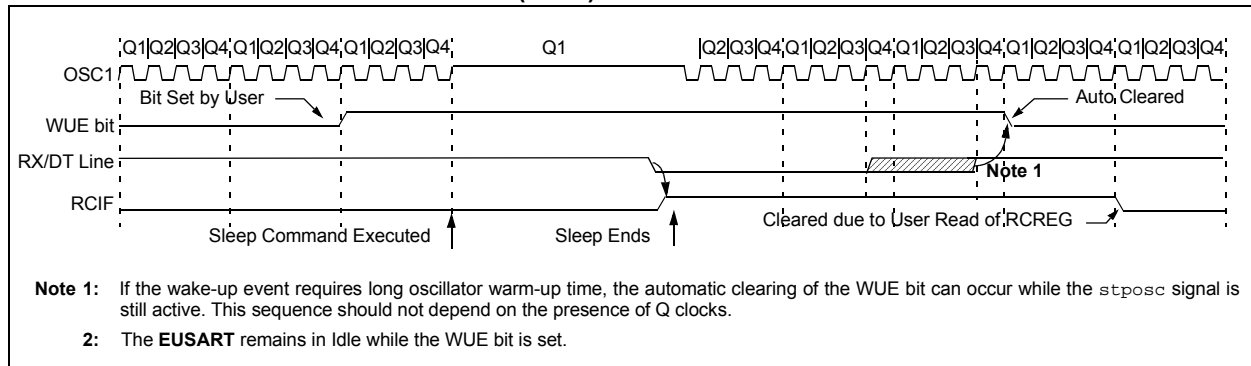 Q1|Q2|Q3|Q4|Q1|Q2|Q3|Q4|Q1|Q2|Q3|Q4 Q1 |Q2|Q3|Q4|Q1|Q2|Q3|Q4|Q4|Q1|Q2|Q3|Q4|Q1|Q2|Q3|Q4|Q1|Q2|Q3|Q4
OSC1
Bit Set by User
Auto Cleared
WUE bit
RX/DT Line
Note 1
RCIF
Cleared due to User Read of RCREG
Sleep Command Executed
Sleep Ends
Note 1: If the wake-up event requires long oscillator warm-up time, the automatic clearing of the WUE bit can occur while the stposc signal is
still active. This sequence should not depend on the presence of Q clocks.
2: The EUSART remains in Idle while the WUE bit is set.